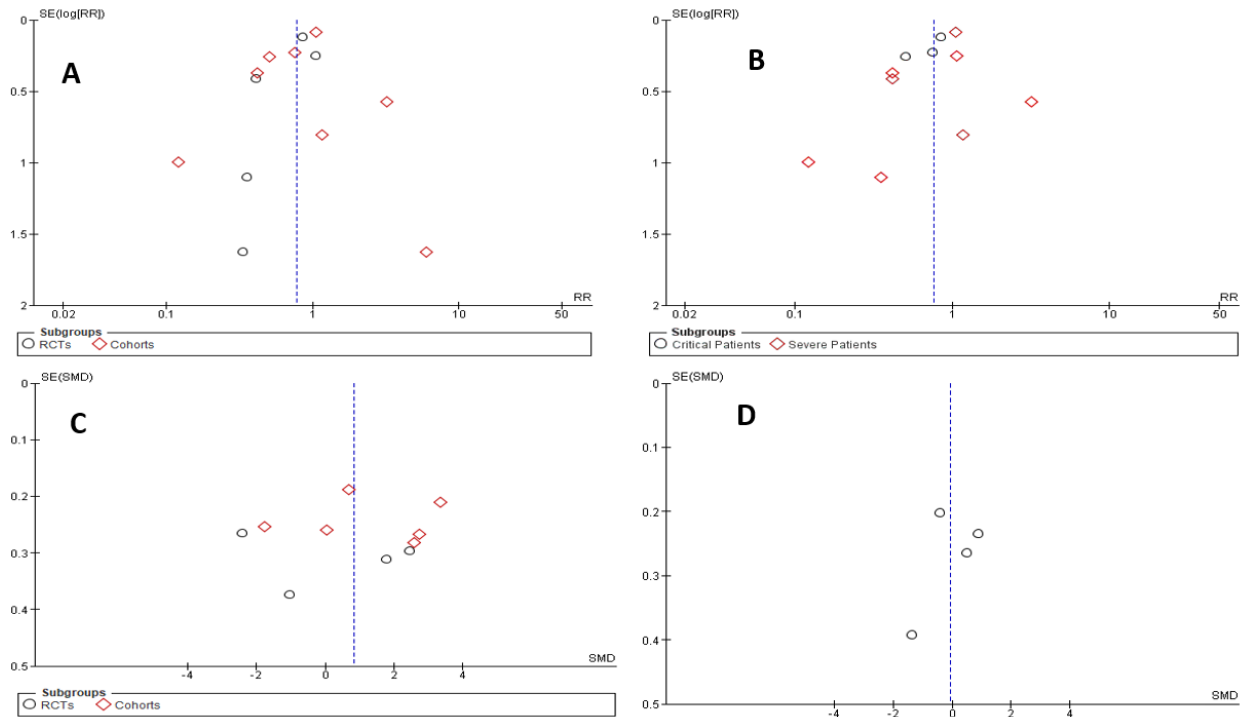 SE(log[RR])
A
0
0.5
1
1.5
2
0.02 0.1 1 10 50
RR
Subgroups
RCTs Cohorts
SE(log[RR])
B
0
0.5
1
1.5
2
0.02 0.1 1 10 50
RR
Subgroups
Critical Patients Severe Patients
SE(SMD)
C
0
0.1
0.2
0.3
0.4
0.5
-4 -2 0 2 4
SMD
Subgroups
RCTs Cohorts
SE(SMD)
D
0
0.1
0.2
0.3
0.4
0.5
-4 -2 0 2 4
SMD